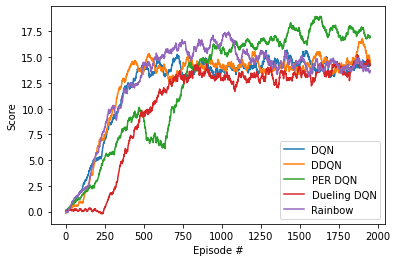 17.5
15.0
12.5
10.0
7.5
5.0
2.5
0.0
Score
0
250
500
750
1000
1250
1500
1750
2000
Episode #
DQN
DDQN
PER DQN
Dueling DQN
Rainbow